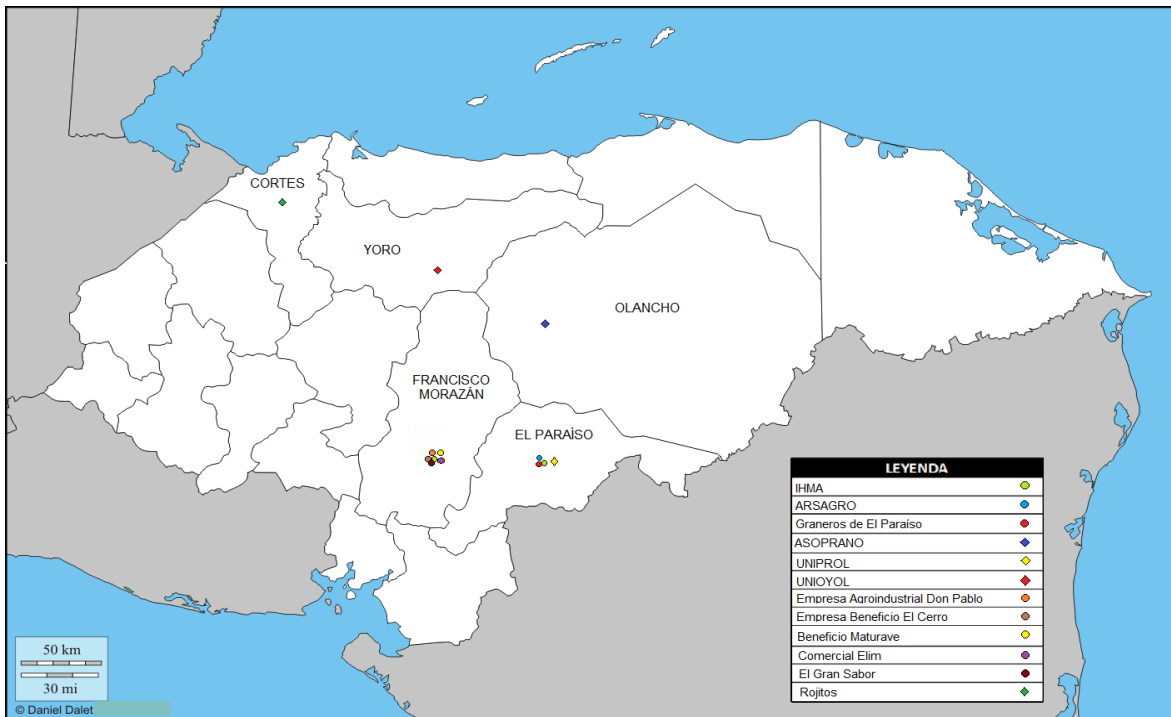 CORTES
YORO
OLANCHO
FRANCISCO
MORAZÁN
EL PARAÍSO
LEYENDA
IHMA
ARSAGRO
Graneros de El Paraíso
ASOPRANO
UNIPROL
UNIOYOL
Empresa Agroindustrial Don Pablo
Empresa Beneficio El Cerro
Beneficio Maturave
Comercial Elim
El Gran Sabor
Rojitos
50 km
30 mi
© Daniel Dalet